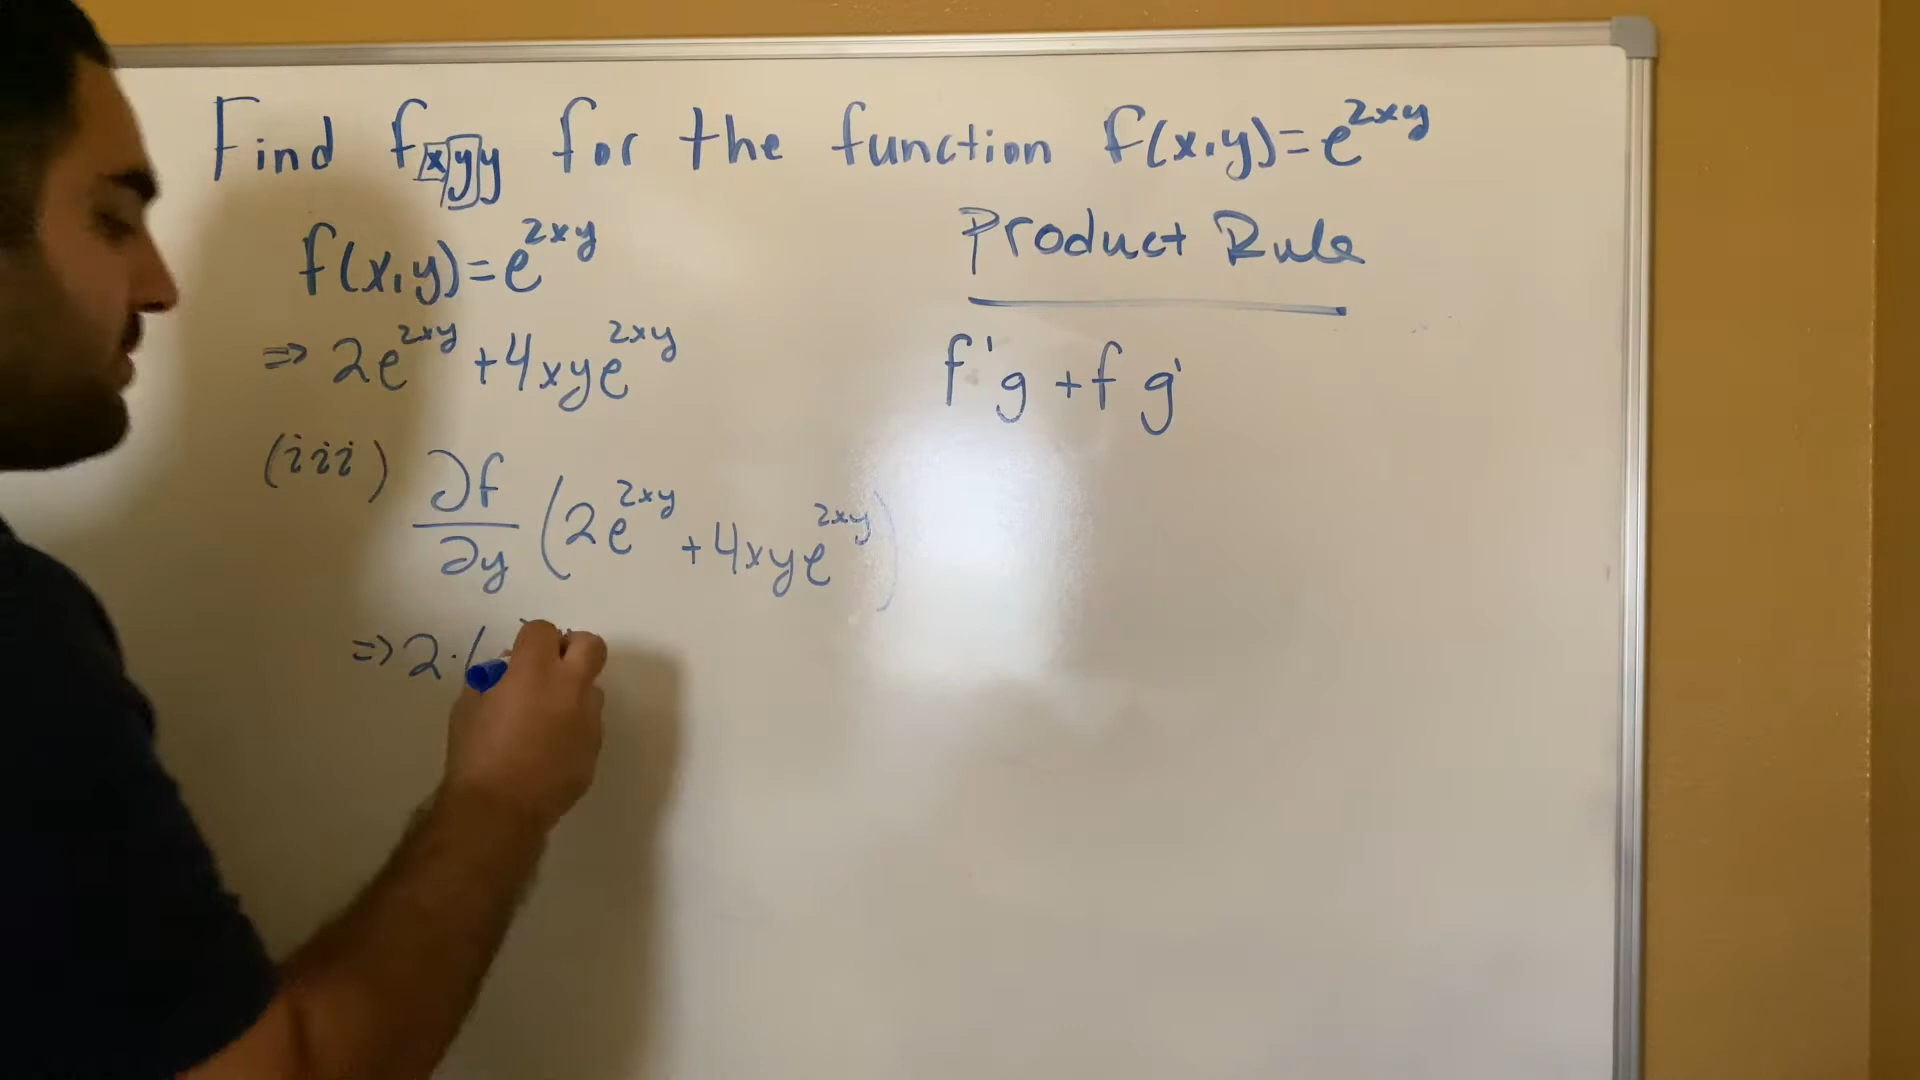 Find fxyy for the function f(x,y)=e^2xy
f(x,y)=e^2xy
Product Rule
⇒ 2e^2xy +4xye^2xy
f'g + f g'
(iii) ∂f/∂y (2e^2xy +4xye^2xy)
⇒ 2·(